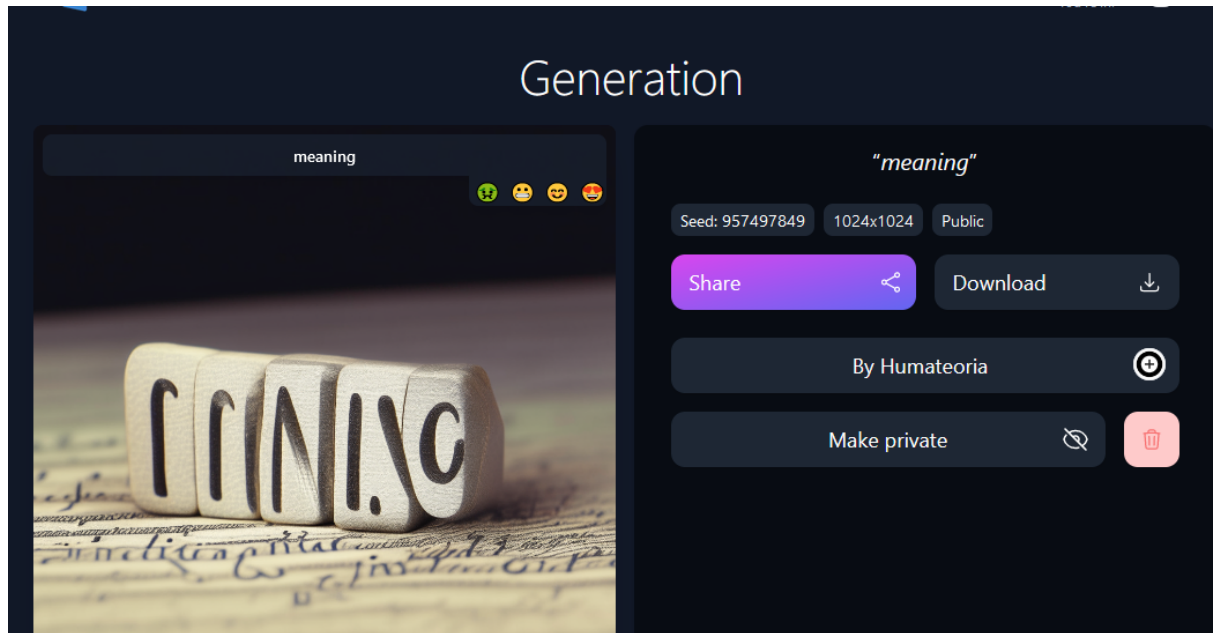 Generation
meaning
"meaning"
Seed: 957497849
1024x1024
Public
Share
Download
By Humateoria
Make private